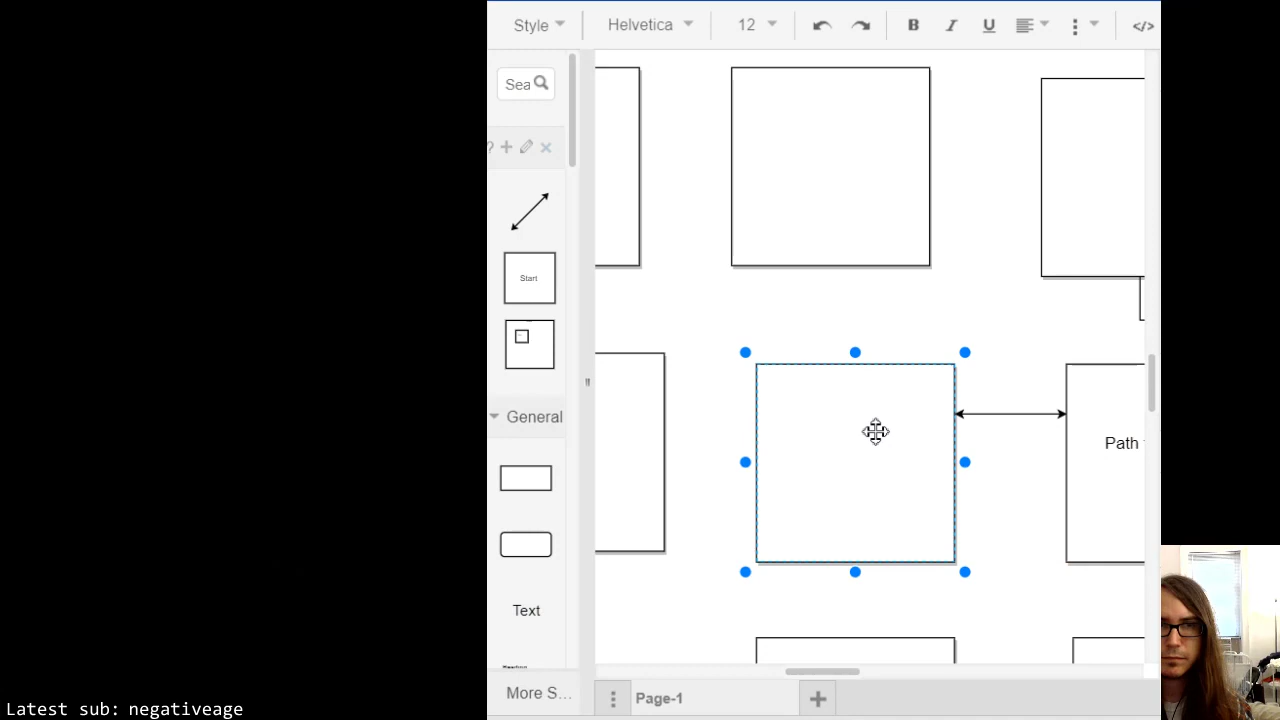 Style
Helvetica
12
B I U
</>
Sea
?
Start
General
Text
More S...
Page-1
Path
Latest sub: negativeage